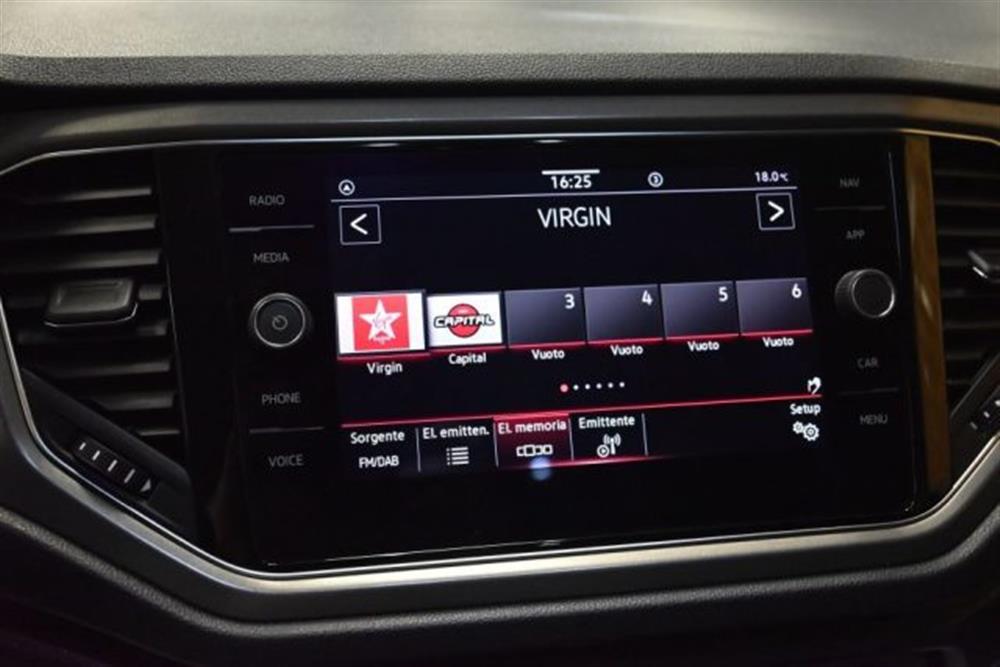 RADIO
MEDIA
PHONE
VOICE
16:25
3
18.0°C
<
VIRGIN
>
CAPITAL
3
4
5
6
Virgin
Capital
Vuoto
Vuoto
Vuoto
Vuoto
Sorgente
FM/DAB
El. emitten.
El. memoria
Emittente
Setup
NAV
APP
CAR
MENU